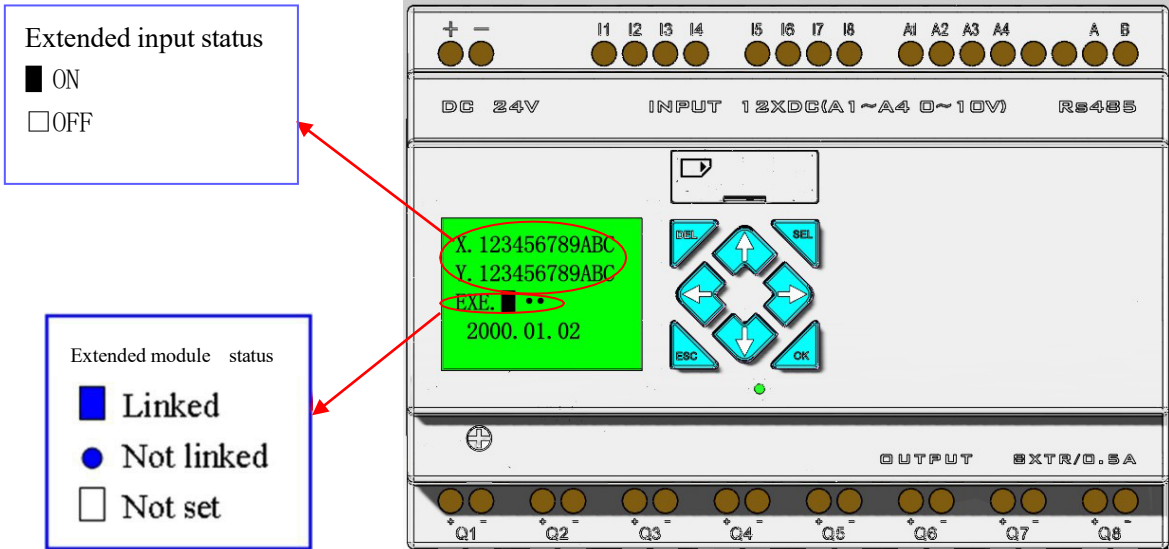 Extended input status
ON
OFF
Extended module status
Linked
Not linked
Not set
+ - I1 I2 I3 I4 I5 I6 I7 I8 A1 A2 A3 A4 A B
DC 24V INPUT 12XDC(A1~A4 0~10V) Rs485
X.123456789ABC
Y.123456789ABC
EXE.
2000.01.02
DEL SEL
ESC OK
OUTPUT 8XTR/0.5A
+ - + - + - + - + - + - + - + -
Q1 Q2 Q3 Q4 Q5 Q6 Q7 Q8